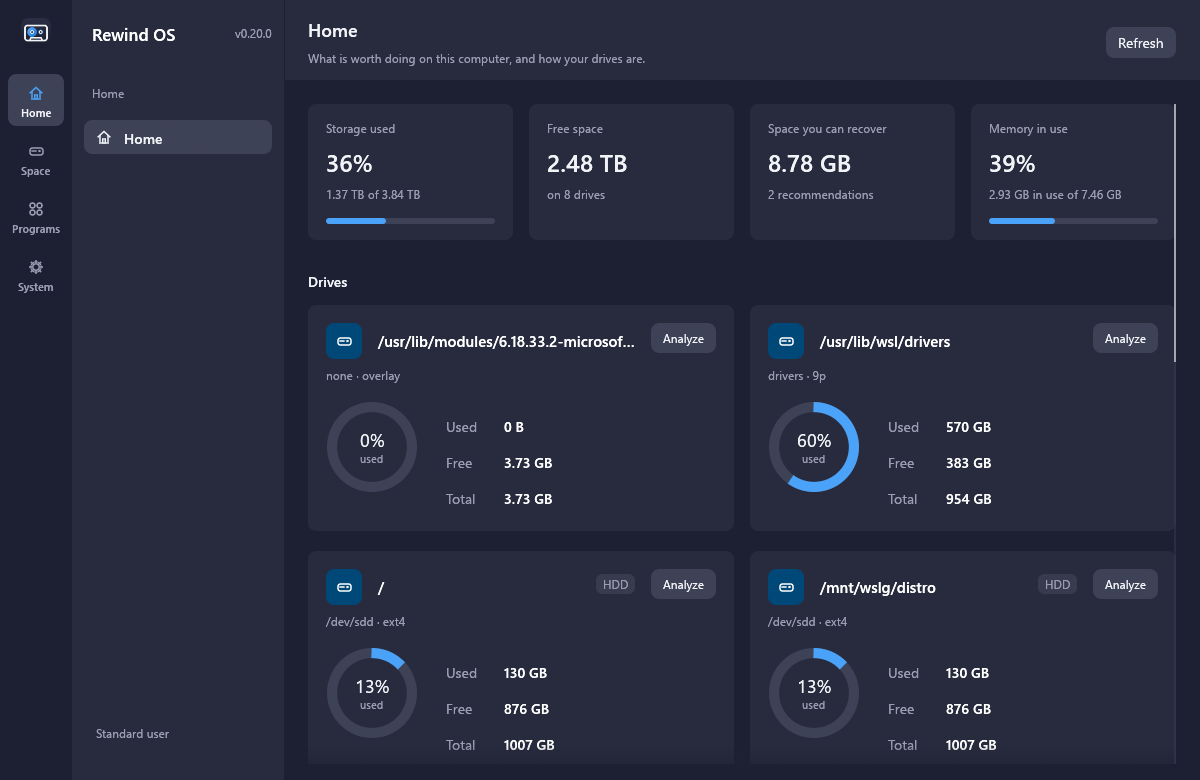 Rewind OS
v0.20.0
Home
Space
Programs
System
Home
Home
Standard user
Home
What is worth doing on this computer, and how your drives are.
Refresh
Storage used
36%
1.37 TB of 3.84 TB
Free space
2.48 TB
on 8 drives
Space you can recover
8.78 GB
2 recommendations
Memory in use
39%
2.93 GB in use of 7.46 GB
Drives
/usr/lib/modules/6.18.33.2-microsof...
Analyze
none · overlay
0%
used
Used 0 B
Free 3.73 GB
Total 3.73 GB
/usr/lib/wsl/drivers
Analyze
drivers · 9p
60%
used
Used 570 GB
Free 383 GB
Total 954 GB
/
HDD
Analyze
/dev/sdd · ext4
13%
used
Used 130 GB
Free 876 GB
Total 1007 GB
/mnt/wslg/distro
HDD
Analyze
/dev/sdd · ext4
13%
used
Used 130 GB
Free 876 GB
Total 1007 GB